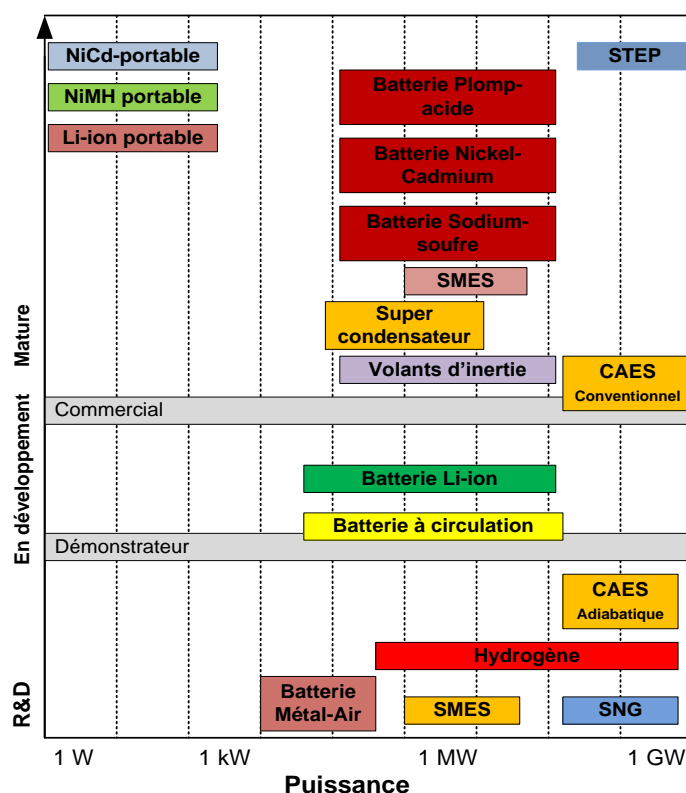 NiCd-portable
STEP
NiMH portable
Batterie Plomp-
acide
Li-ion portable
Batterie Nickel-
Cadmium
Batterie Sodium-
soufre
SMES
Super
condensateur
Volants d’inertie
CAES
Conventionnel
Mature
Commercial
En développement
Batterie Li-ion
Batterie à circulation
Démonstrateur
CAES
Adiabatique
Hydrogène
R&D
Batterie
Métal-Air
SMES
SNG
1 W
1 kW
1 MW
1 GW
Puissance